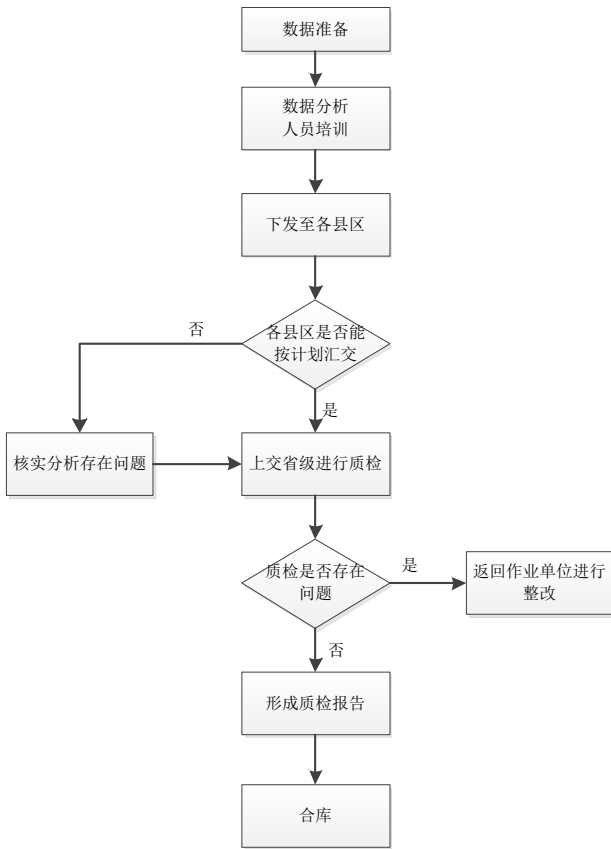 数据准备
数据分析
人员培训
下发至各县区
各县区是否能
按计划汇交
否
是
核实分析存在问题
上交省级进行质检
质检是否存在
问题
是
返回作业单位进行
整改
否
形成质检报告
合库